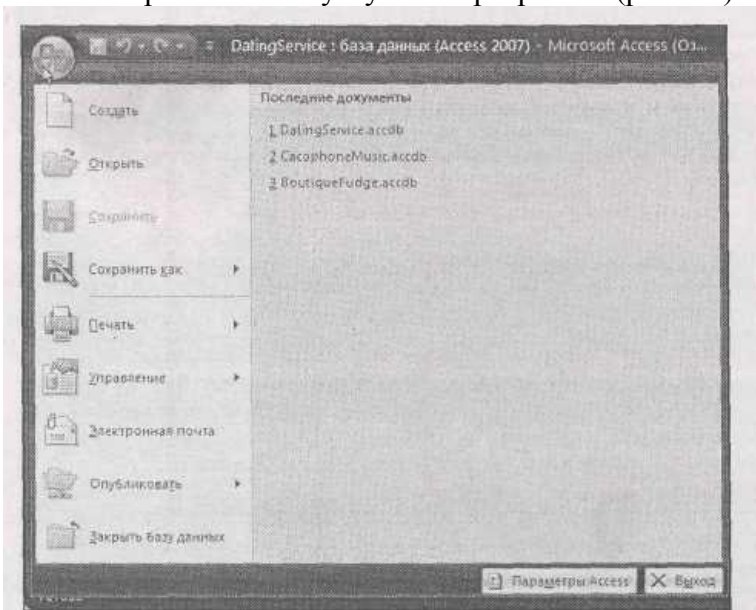 DatingService : база данных (Access 2007) - Microsoft Access (Оз...
Создать
Открыть
Сохранить
Сохранить как
Печать
Управление
Электронная почта
Опубликовать
Закрыть базу данных
Последние документы
1 DatingService.accdb
2 CacophoneMusic.accdb
3 BoutiqueFudge.accdb
Параметры Access
Выход